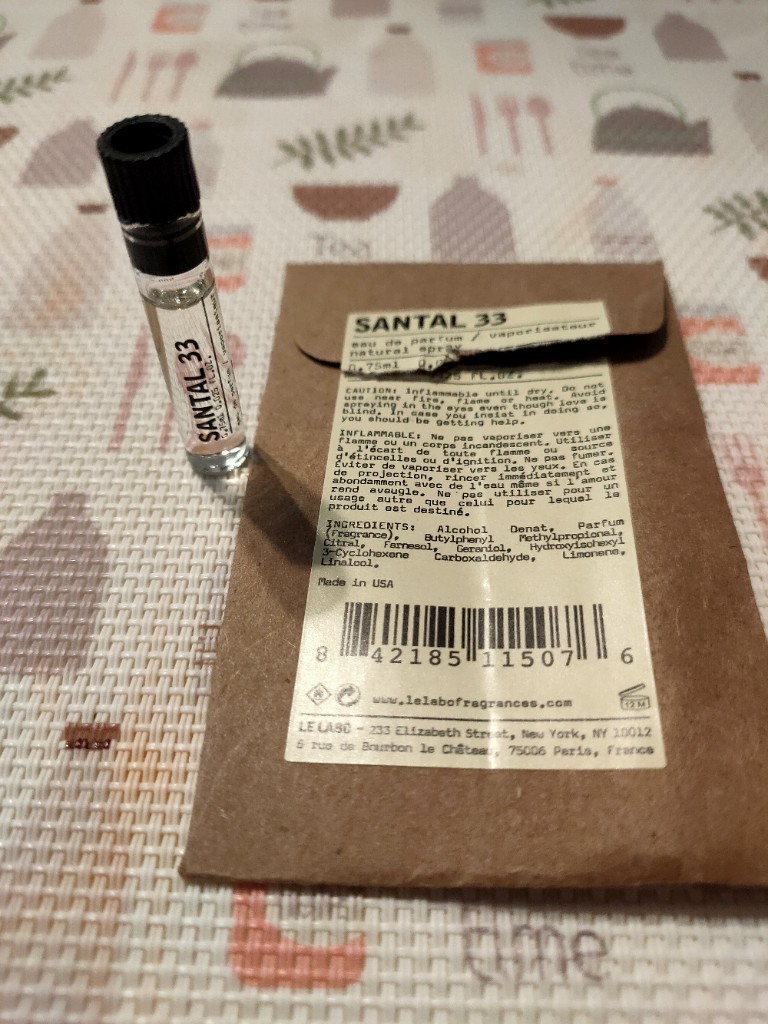 SANTAL 33
SANTAL 33
eau de parfum / vaporisateur
natural spray
0.75ml
FL.OZ.
CAUTION: Inflammable until dry. Do not
use near fire, flame or heat. Avoid
spraying in the eyes even though love is
blind. In case you insist in doing so,
you should be getting help.
INFLAMMABLE: Ne pas vaporiser vers une
flamme ou un corps incandescent. Utiliser
à l'écart de toute flamme ou source
d'étincelles ou d'ignition. Ne pas fumer.
Éviter de vaporiser vers les yeux. En cas
de projection, rincer immédiatement et
abondamment avec de l'eau même si l'amour
rend aveugle. Ne pas utiliser pour un
usage autre que celui pour lequel le
produit est destiné.
INGREDIENTS: Alcohol Denat, Parfum
(Fragrance), Butylphenyl Methylpropional,
Citral, Farnesol, Geraniol, Hydroxyisohexyl
3-Cyclohexene Carboxaldehyde, Limonene,
Linalool.
Made in USA
8 42185 11507 6
www.lelabofragrances.com
12 M
LE LABO - 233 Elizabeth Street, New York, NY 10012
6 rue de Bourbon le Château, 75006 Paris, France
Tea
time